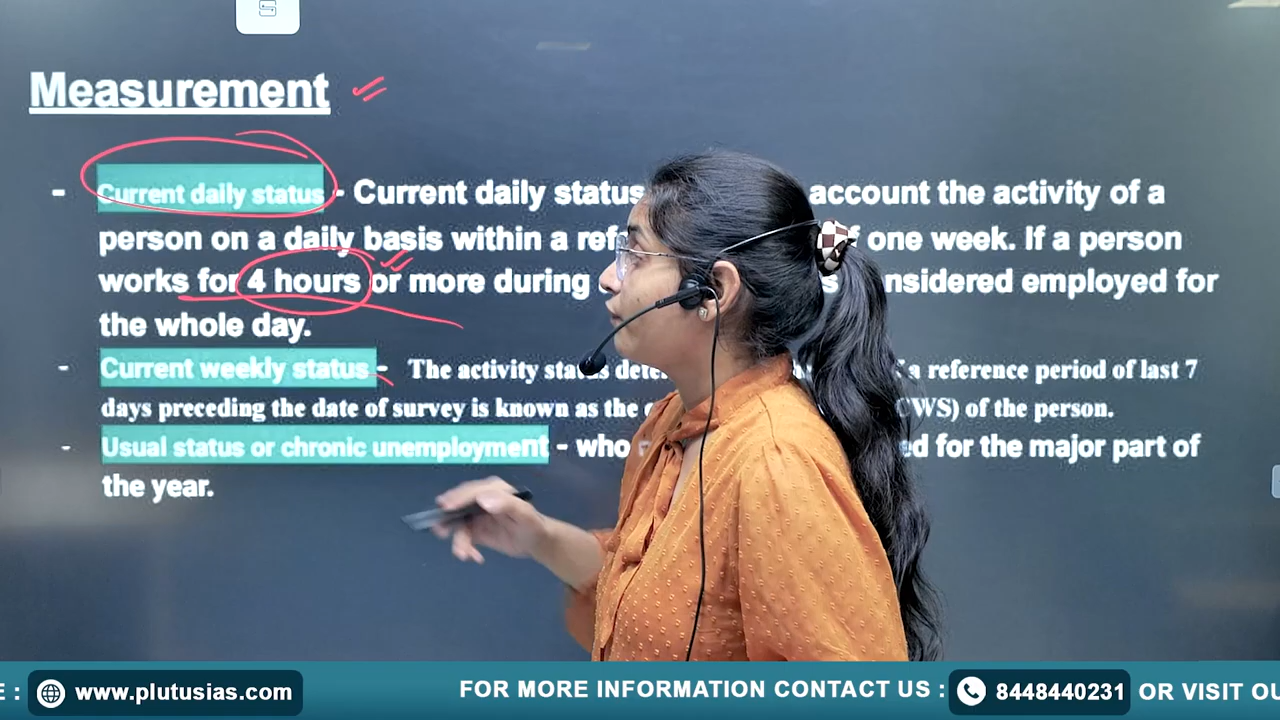 Measurement
- Current daily status - Current daily status account the activity of a
person on a daily basis within a f one week. If a person
works for 4 hours or more during nsidered employed for
the whole day.
- Current weekly status - The activity status a reference period of last 7
days preceding the date of survey is known as the CWS) of the person.
- Usual status or chronic unemployment - who ed for the major part of
the year.
E : www.plutusias.com FOR MORE INFORMATION CONTACT US : 8448440231 OR VISIT OU